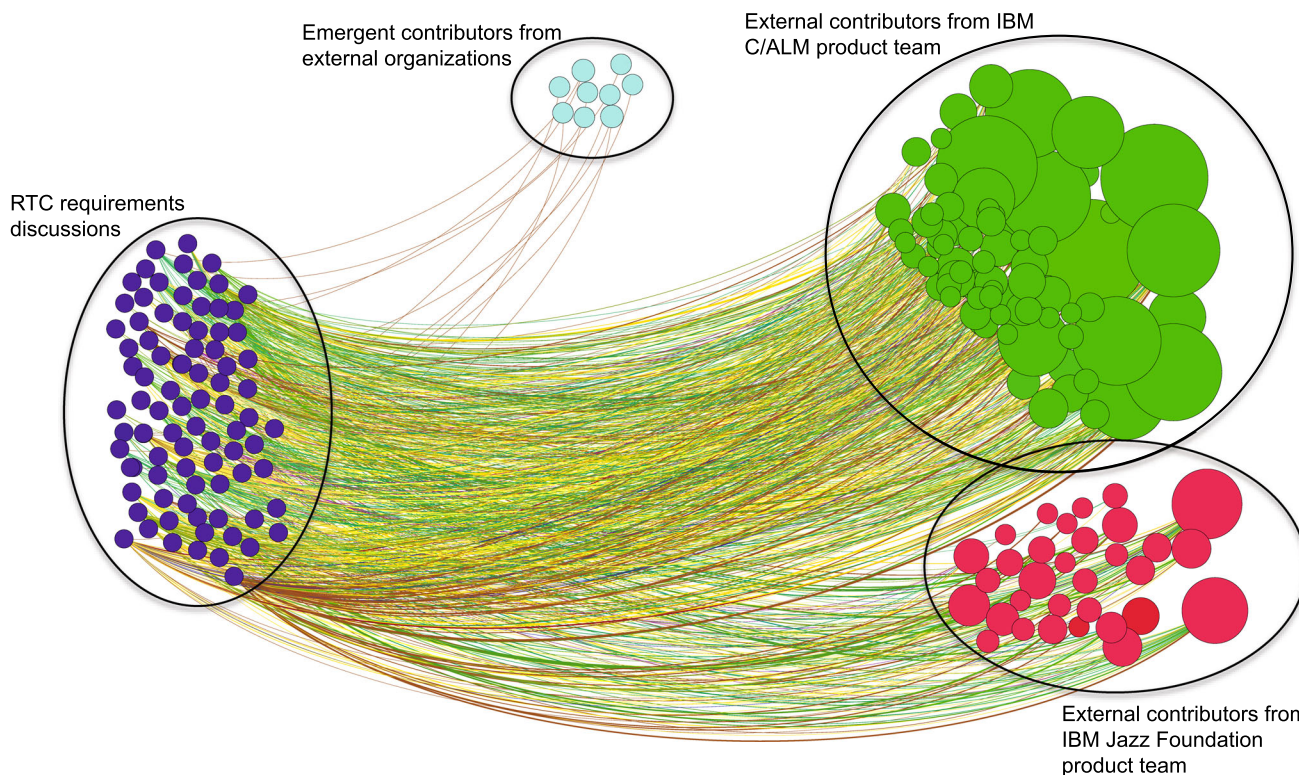 Emergent contributors from
external organizations
External contributors from IBM
C/ALM product team
RTC requirements
discussions
External contributors from
IBM Jazz Foundation
product team